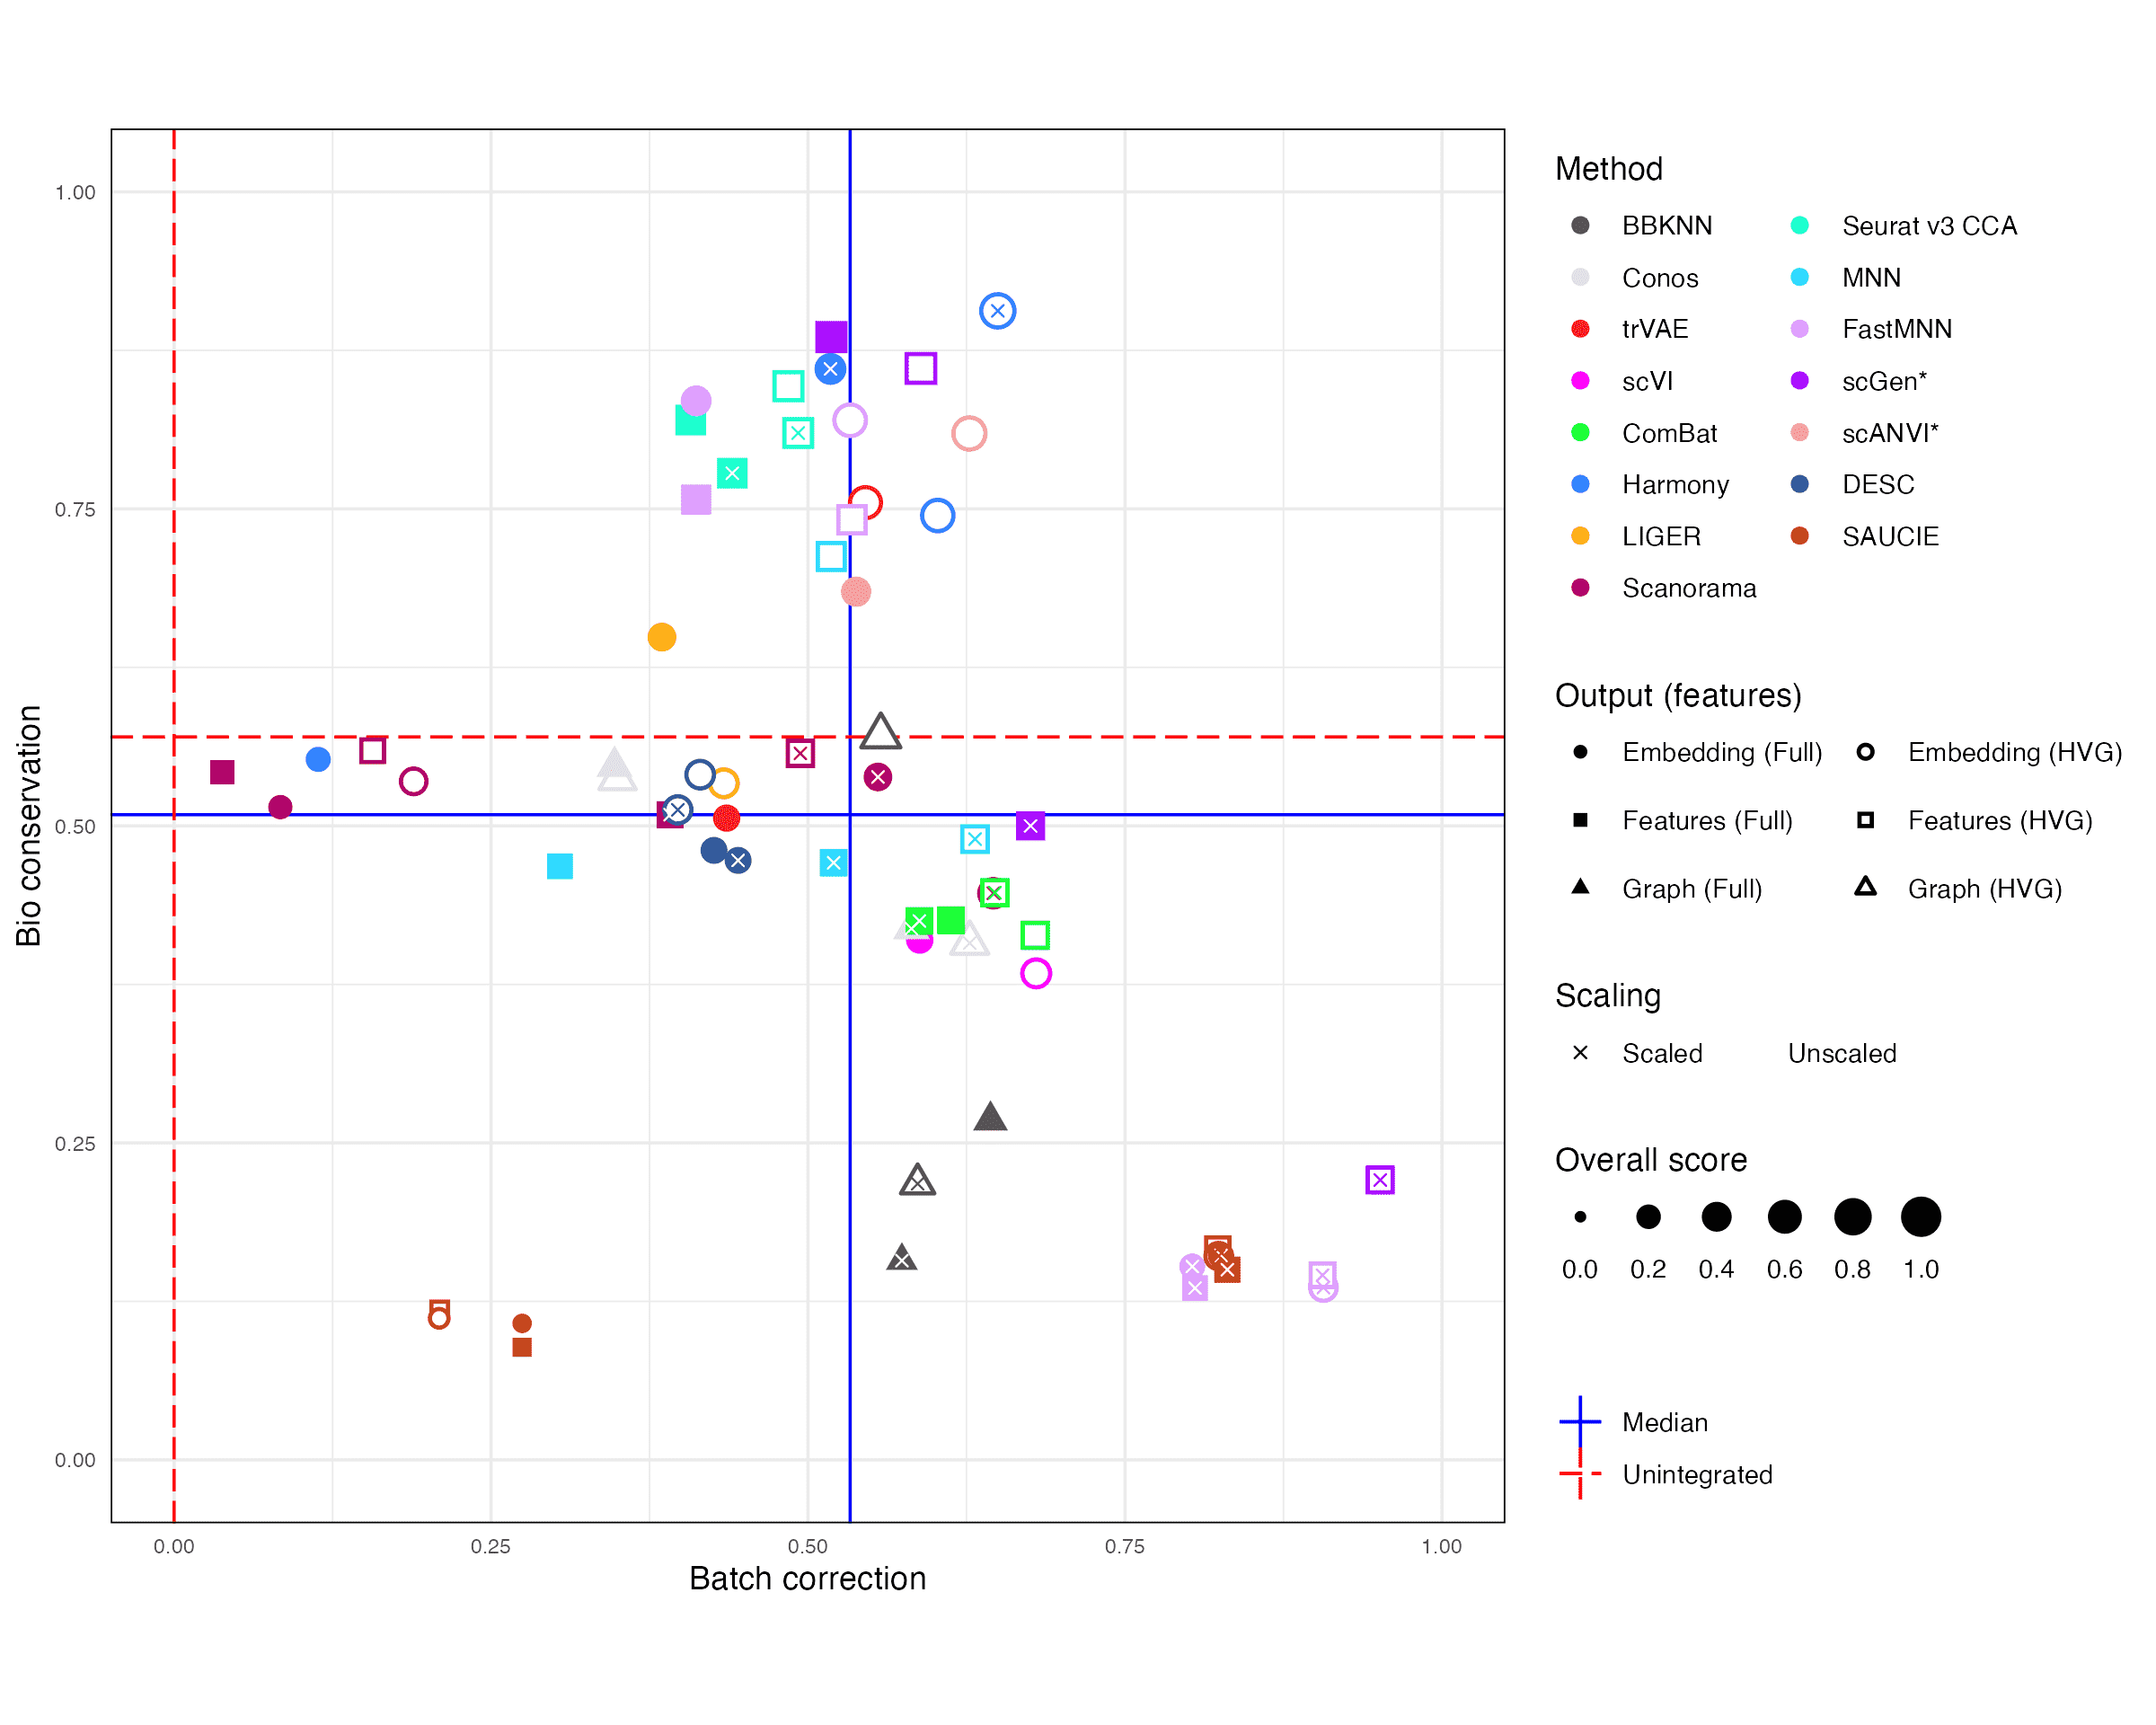 Bio conservation
1.00
0.75
0.50
0.25
0.00
0.00 0.25 0.50 0.75 1.00
Batch correction
Method
BBKNN
Conos
trVAE
scVI
ComBat
Harmony
LIGER
Scanorama
Seurat v3 CCA
MNN
FastMNN
scGen*
scANVI*
DESC
SAUCIE
Output (features)
Embedding (Full) Embedding (HVG)
Features (Full) Features (HVG)
Graph (Full) Graph (HVG)
Scaling
Scaled Unscaled
Overall score
0.0 0.2 0.4 0.6 0.8 1.0
Median
Unintegrated